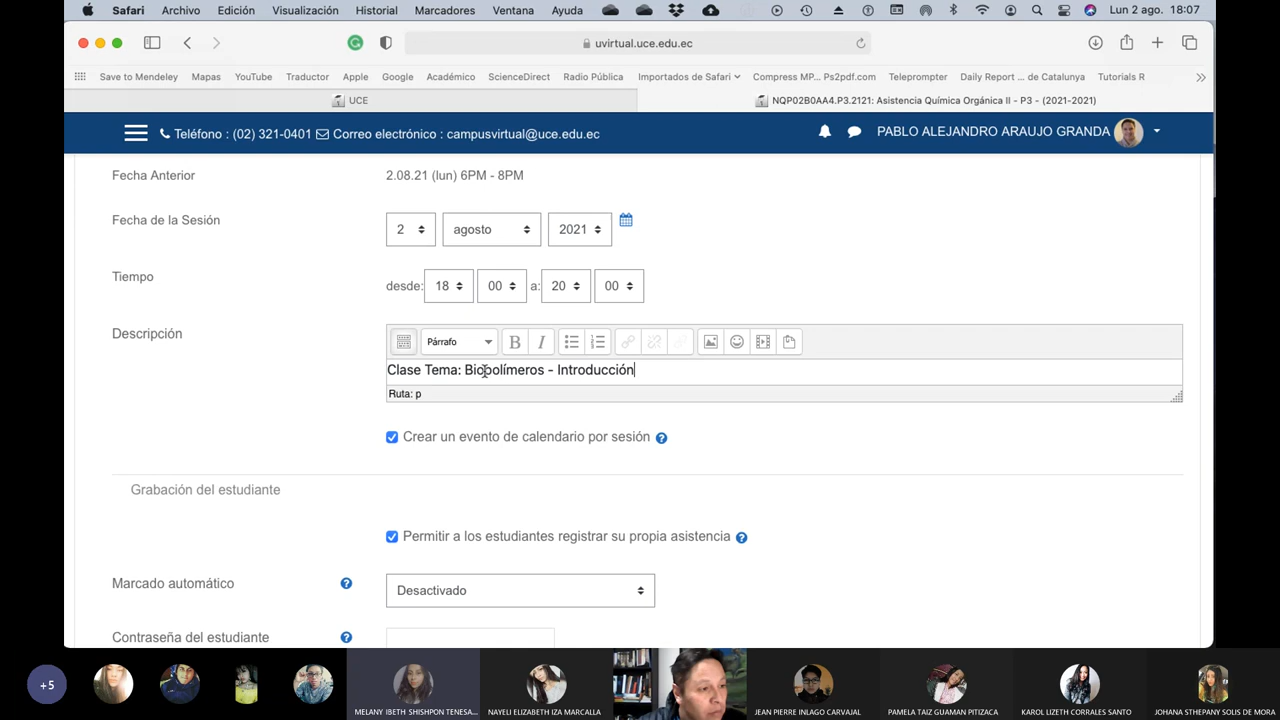 Safari Archivo Edición Visualización Historial Marcadores Ventana Ayuda Lun 2 ago. 18:07
uvirtual.uce.edu.ec
Save to Mendeley Mapas YouTube Traductor Apple Google Académico ScienceDirect Radio Pública Importados de Safari Compress MP... Ps2pdf.com Teleprompter Daily Report ... de Catalunya Tutorials R
UCE NQP02B0AA4.P3.2121: Asistencia Química Orgánica II - P3 - (2021-2021)
Teléfono : (02) 321-0401 Correo electrónico : campusvirtual@uce.edu.ec PABLO ALEJANDRO ARAUJO GRANDA
Fecha Anterior 2.08.21 (lun) 6PM - 8PM
Fecha de la Sesión 2 agosto 2021
Tiempo desde: 18 00 a: 20 00
Descripción Párrafo B I
Clase Tema: Biopolímeros - Introducción
Ruta: p
Crear un evento de calendario por sesión
Grabación del estudiante
Permitir a los estudiantes registrar su propia asistencia
Marcado automático Desactivado
Contraseña del estudiante
+5
MELANY IBETH SHISHPON TENESA... NAYELI ELIZABETH IZA MARCALLA JEAN PIERRE INLAGO CARVAJAL PAMELA TAIZ GUAMAN PITIZACA KAROL LIZETH CORRALES SANTO JOHANA STHEPANY SOLIS DE MORA